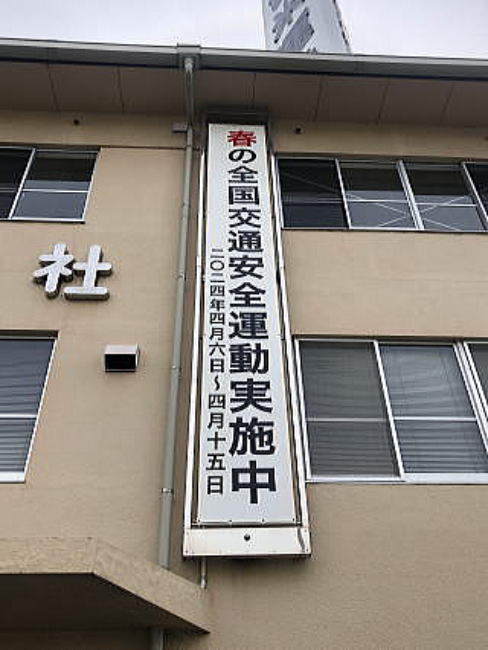 春の全国交通安全運動実施中
二〇二四年四月六日~四月十五日
社